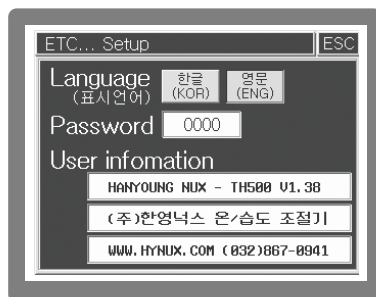 ETC... Setup ESC
Language 한글 영문
(표시언어) (KOR) (ENG)
Password 0000
User infomation
HANYOUNG NUX - TH500 V1.38
(주)한영넉스 온/습도 조절기
WWW.HYNUX.COM (032)867-0941